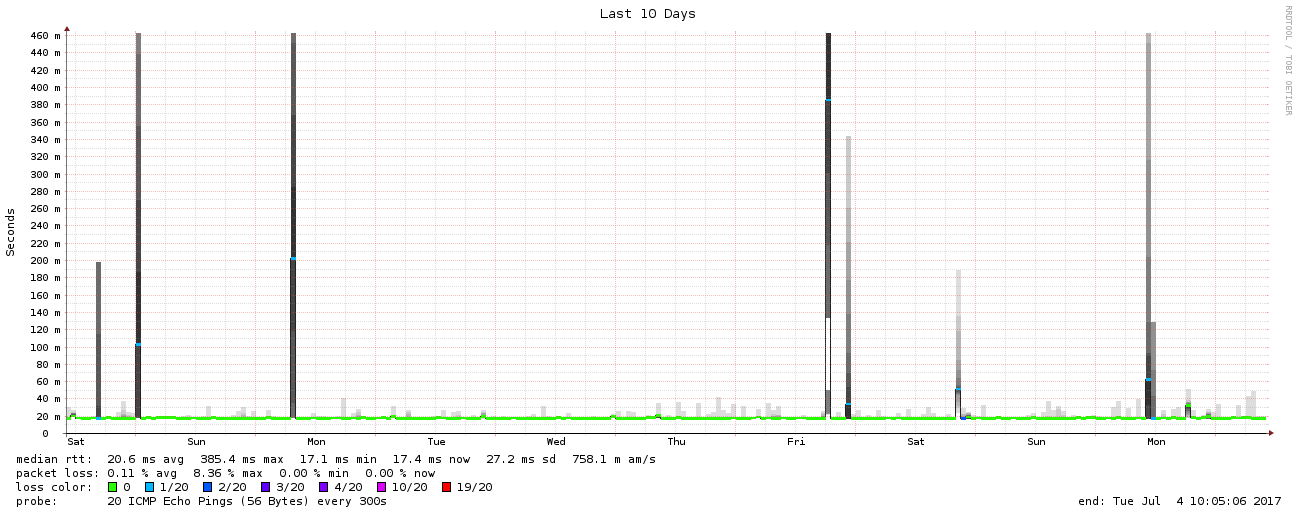 Last 10 Days
RRDTOOL / TOBI OETIKER
Seconds
460 m
440 m
420 m
400 m
380 m
360 m
340 m
320 m
300 m
280 m
260 m
240 m
220 m
200 m
180 m
160 m
140 m
120 m
100 m
80 m
60 m
40 m
20 m
0
Sat Sun Mon Tue Wed Thu Fri Sat Sun Mon
median rtt: 20.6 ms avg 385.4 ms max 17.1 ms min 17.4 ms now 27.2 ms sd 758.1 m am/s
packet loss: 0.11 % avg 8.36 % max 0.00 % min 0.00 % now
loss color: 0 1/20 2/20 3/20 4/20 10/20 19/20
probe: 20 ICMP Echo Pings (56 Bytes) every 300s end: Tue Jul 4 10:05:06 2017